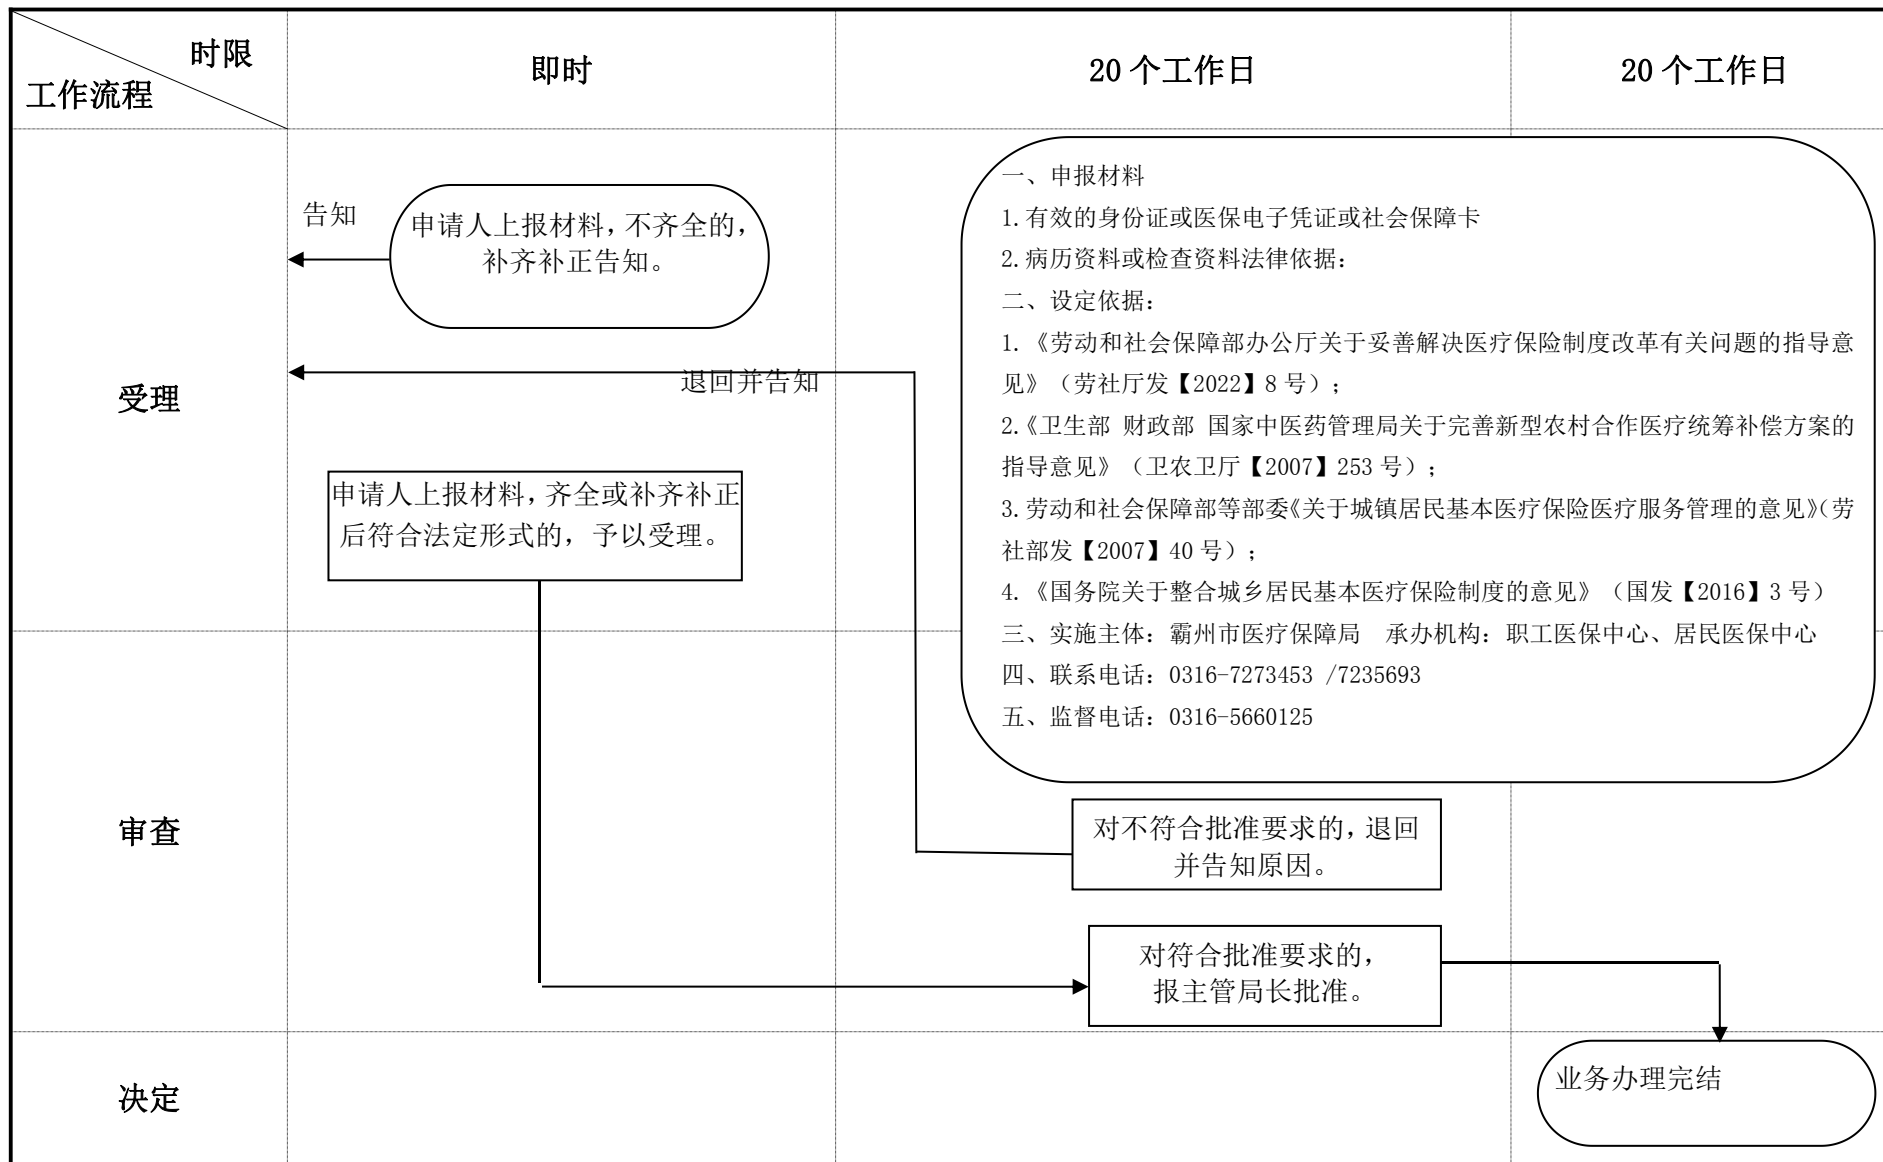 时限
工作流程
即时
20 个工作日
20 个工作日
受理
告知
申请人上报材料，不齐全的，
补齐补正告知。
退回并告知
申请人上报材料，齐全或补齐补正
后符合法定形式的，予以受理。
一、申报材料
1.有效的身份证或医保电子凭证或社会保障卡
2.病历资料或检查资料法律依据：
二、设定依据：
1.《劳动和社会保障部办公厅关于妥善解决医疗保险制度改革有关问题的指导意
见》（劳社厅发【2022】8 号）；
2.《卫生部 财政部 国家中医药管理局关于完善新型农村合作医疗统筹补偿方案的
指导意见》（卫农卫厅【2007】253 号）；
3.劳动和社会保障部等部委《关于城镇居民基本医疗保险医疗服务管理的意见》（劳
社部发【2007】40 号）；
4.《国务院关于整合城乡居民基本医疗保险制度的意见》（国发【2016】3 号）
三、实施主体：霸州市医疗保障局 承办机构：职工医保中心、居民医保中心
四、联系电话：0316-7273453 /7235693
五、监督电话：0316-5660125
审查
对不符合批准要求的，退回
并告知原因。
对符合批准要求的，
报主管局长批准。
决定
业务办理完结